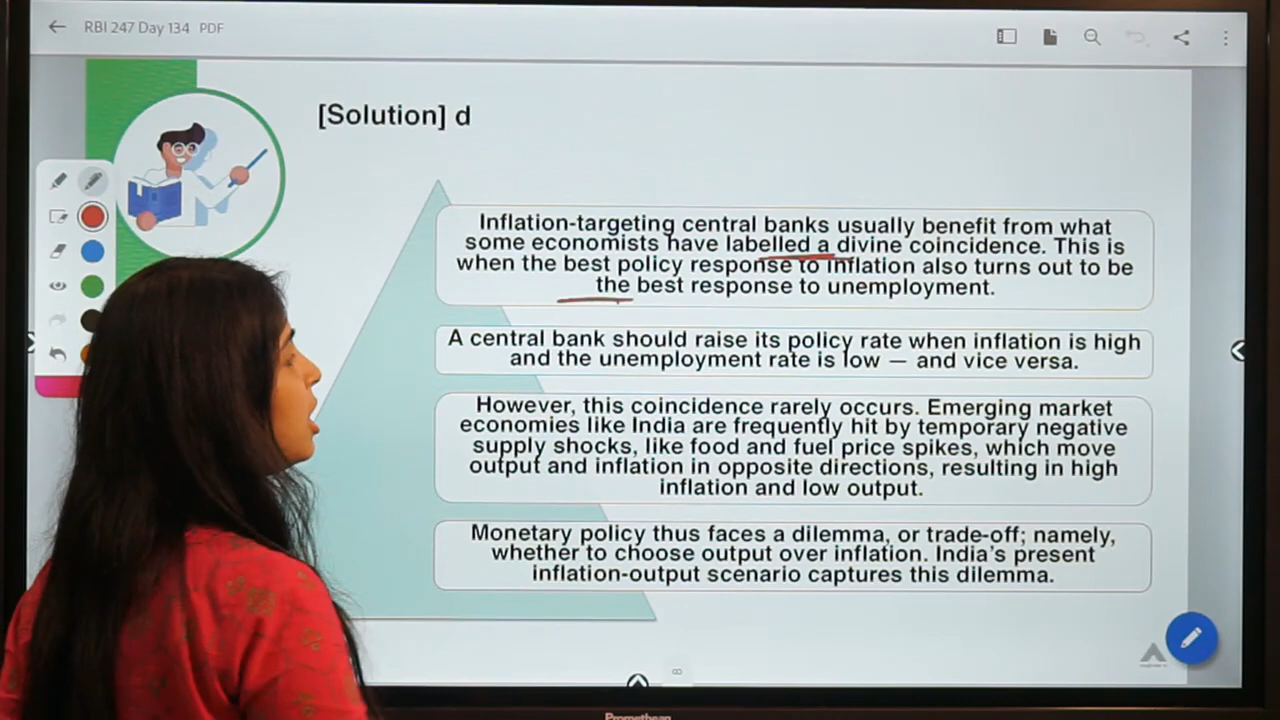 RBI 247 Day 134 PDF
[Solution] d
Inflation-targeting central banks usually benefit from what
some economists have labelled a divine coincidence. This is
when the best policy response to inflation also turns out to be
the best response to unemployment.
A central bank should raise its policy rate when inflation is high
and the unemployment rate is low — and vice versa.
However, this coincidence rarely occurs. Emerging market
economies like India are frequently hit by temporary negative
supply shocks, like food and fuel price spikes, which move
output and inflation in opposite directions, resulting in high
inflation and low output.
Monetary policy thus faces a dilemma, or trade-off; namely,
whether to choose output over inflation. India's present
inflation-output scenario captures this dilemma.
Promethean